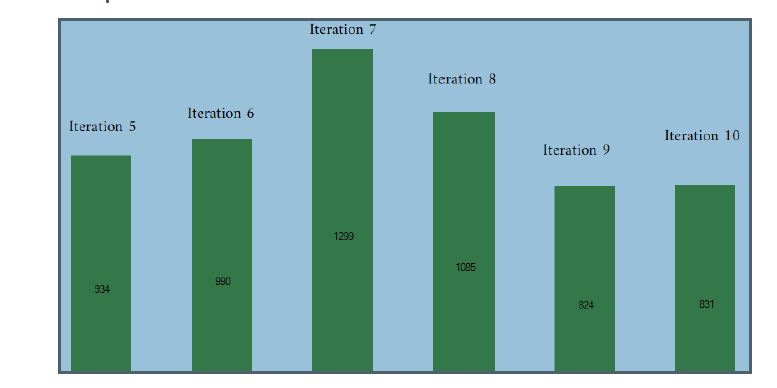 Iteration 7
Iteration 8
Iteration 6
Iteration 5
Iteration 10
Iteration 9
1299
1085
990
934
824
831